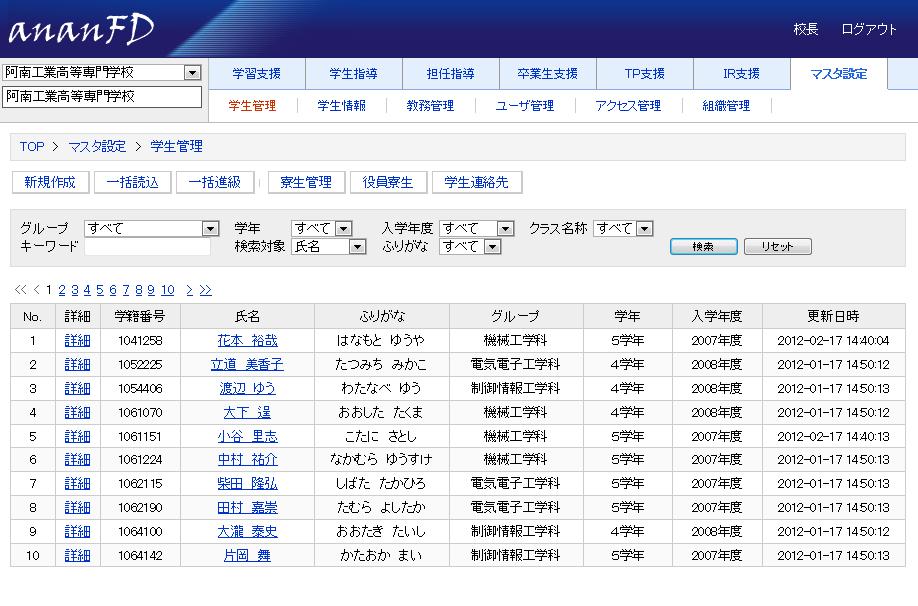 ananFD
校長 ログアウト
阿南工業高等専門学校
阿南工業高等専門学校
学習支援 学生指導 担任指導 卒業生支援 TP支援 IR支援 マスタ設定
学生管理 学生情報 教務管理 ユーザ管理 アクセス管理 組織管理
TOP > マスタ設定 > 学生管理
新規作成 一括読込 一括進級 寮生管理 役員寮生 学生連絡先
グループ すべて 学年 すべて 入学年度 すべて クラス名称 すべて
キーワード 検索対象 氏名 ふりがな すべて 検索 リセット
<< < 1 2 3 4 5 6 7 8 9 10 > >>
No. 詳細 学籍番号 氏名 ふりがな グループ 学年 入学年度 更新日時
1 詳細 1041258 花本 裕哉 はなもと ゆうや 機械工学科 5学年 2007年度 2012-02-17 14:40:04
2 詳細 1052225 立道 美香子 たつみち みかこ 電気電子工学科 4学年 2008年度 2012-01-17 14:50:12
3 詳細 1054406 渡辺 ゆう わたなべ ゆう 制御情報工学科 4学年 2008年度 2012-01-17 14:50:13
4 詳細 1061070 大下 逞 おおした たくま 機械工学科 4学年 2008年度 2012-01-17 14:50:12
5 詳細 1061151 小谷 里志 こたに さとし 機械工学科 5学年 2007年度 2012-02-17 14:40:13
6 詳細 1061224 中村 祐介 なかむら ゆうすけ 機械工学科 5学年 2007年度 2012-01-17 14:50:13
7 詳細 1062115 柴田 隆弘 しばた たかひろ 電気電子工学科 5学年 2007年度 2012-01-17 14:50:13
8 詳細 1062190 田村 嘉崇 たむら よしたか 電気電子工学科 5学年 2007年度 2012-01-17 14:50:13
9 詳細 1064100 大瀧 泰史 おおたき たいし 制御情報工学科 4学年 2008年度 2012-01-17 14:50:12
10 詳細 1064142 片岡 舞 かたおか まい 制御情報工学科 5学年 2007年度 2012-01-17 14:50:13